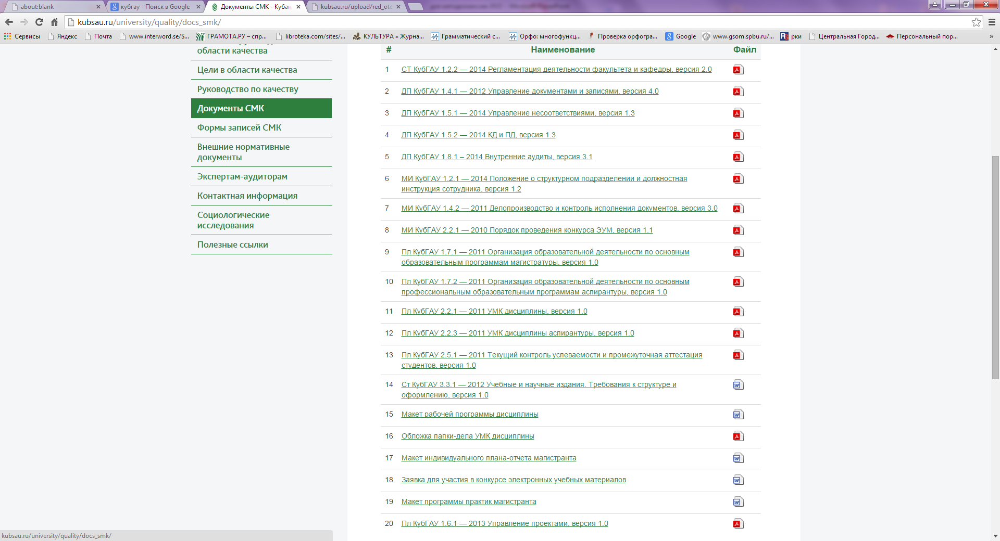 about:blank
кубгау - Поиск в Google
Документы СМК - Кубан
kubsau.ru/upload/red_otd
kubsau.ru/university/quality/docs_smk/
Сервисы Яндекс Почта www.interword.se/S... ГРАМОТА.РУ – спр... libroteka.com/sites/... КУЛЬТУРА » Журна... Грамматический с... Орфо: многофункц... Проверка орфогра... Google www.gsom.spbu.ru/... рки Центральная Город... Персональный пор... »
области качества
Цели в области качества
Руководство по качеству
Документы СМК
Формы записей СМК
Внешние нормативные
документы
Экспертам-аудиторам
Контактная информация
Социологические
исследования
Полезные ссылки
# Наименование Файл
1 СТ КубГАУ 1.2.2 — 2014 Регламентация деятельности факультета и кафедры, версия 2.0
2 ДП КубГАУ 1.4.1 — 2012 Управление документами и записями, версия 4.0
3 ДП КубГАУ 1.5.1 — 2014 Управление несоответствиями, версия 1.3
4 ДП КубГАУ 1.5.2 — 2014 КД и ПД, версия 1.3
5 ДП КубГАУ 1.8.1 – 2014 Внутренние аудиты, версия 3.1
6 МИ КубГАУ 1.2.1 — 2014 Положение о структурном подразделении и должностная
инструкция сотрудника, версия 1.2
7 МИ КубГАУ 1.4.2 — 2011 Делопроизводство и контроль исполнения документов, версия 3.0
8 МИ КубГАУ 2.2.1 — 2010 Порядок проведения конкурса ЭУМ, версия 1.1
9 Пл КубГАУ 1.7.1 — 2011 Организация образовательной деятельности по основным
образовательным программам магистратуры, версия 1.0
10 Пл КубГАУ 1.7.2 — 2011 Организация образовательной деятельности по основным
профессиональным образовательным программам аспирантуры, версия 1.0
11 Пл КубГАУ 2.2.1 — 2011 УМК дисциплины, версия 1.0
12 Пл КубГАУ 2.2.3 — 2011 УМК дисциплины аспирантуры, версия 1.0
13 Пл КубГАУ 2.5.1 — 2011 Текущий контроль успеваемости и промежуточная аттестация
студентов, версия 1.0
14 Ст КубГАУ 3.3.1 — 2012 Учебные и научные издания. Требования к структуре и
оформлению, версия 1.0
15 Макет рабочей программы дисциплины
16 Обложка папки-дела УМК дисциплины
17 Макет индивидуального плана-отчета магистранта
18 Заявка для участия в конкурсе электронных учебных материалов
19 Макет программы практик магистранта
20 Пл КубГАУ 1.6.1 — 2013 Управление проектами, версия 1.0
kubsau.ru/university/quality/docs_smk/